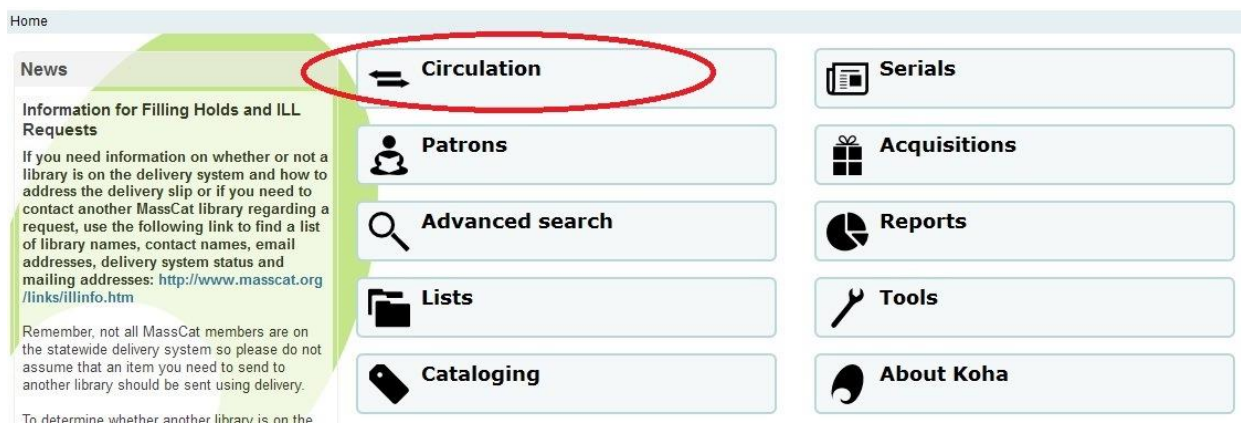 Home
News
Information for Filling Holds and ILL
Requests
If you need information on whether or not a
library is on the delivery system and how to
address the delivery slip or if you need to
contact another MassCat library regarding a
request, use the following link to find a list
of library names, contact names, email
addresses, delivery system status and
mailing addresses: http://www.masscat.org
/links/illinfo.htm
Remember, not all MassCat members are on
the statewide delivery system so please do not
assume that an item you need to send to
another library should be sent using delivery.
To determine whether another library is on the
Circulation
Patrons
Advanced search
Lists
Cataloging
Serials
Acquisitions
Reports
Tools
About Koha